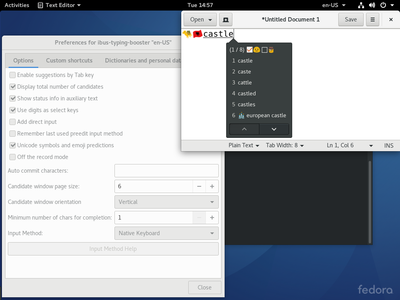 Activities
Text Editor
Tue 14:57
en-US
Open
*Untitled Document 1
Save
castle
(1 / 8)
1 castle
2 caste
3 cattle
4 castled
5 castles
6 🏰 european castle
Plain Text
Tab Width: 8
Ln 1, Col 6
INS
Preferences for ibus-typing-booster "en-US"
Options
Custom shortcuts
Dictionaries and personal da
Enable suggestions by Tab key
Display total number of candidates
Show status info in auxiliary text
Use digits as select keys
Add direct input
Remember last used preedit input method
Unicode symbols and emoji predictions
Off the record mode
Auto commit characters:
Candidate window page size:
6
Candidate window orientation
Vertical
Minimum number of chars for completion:
1
Input Method:
Native Keyboard
Input Method Help
Close
fedora